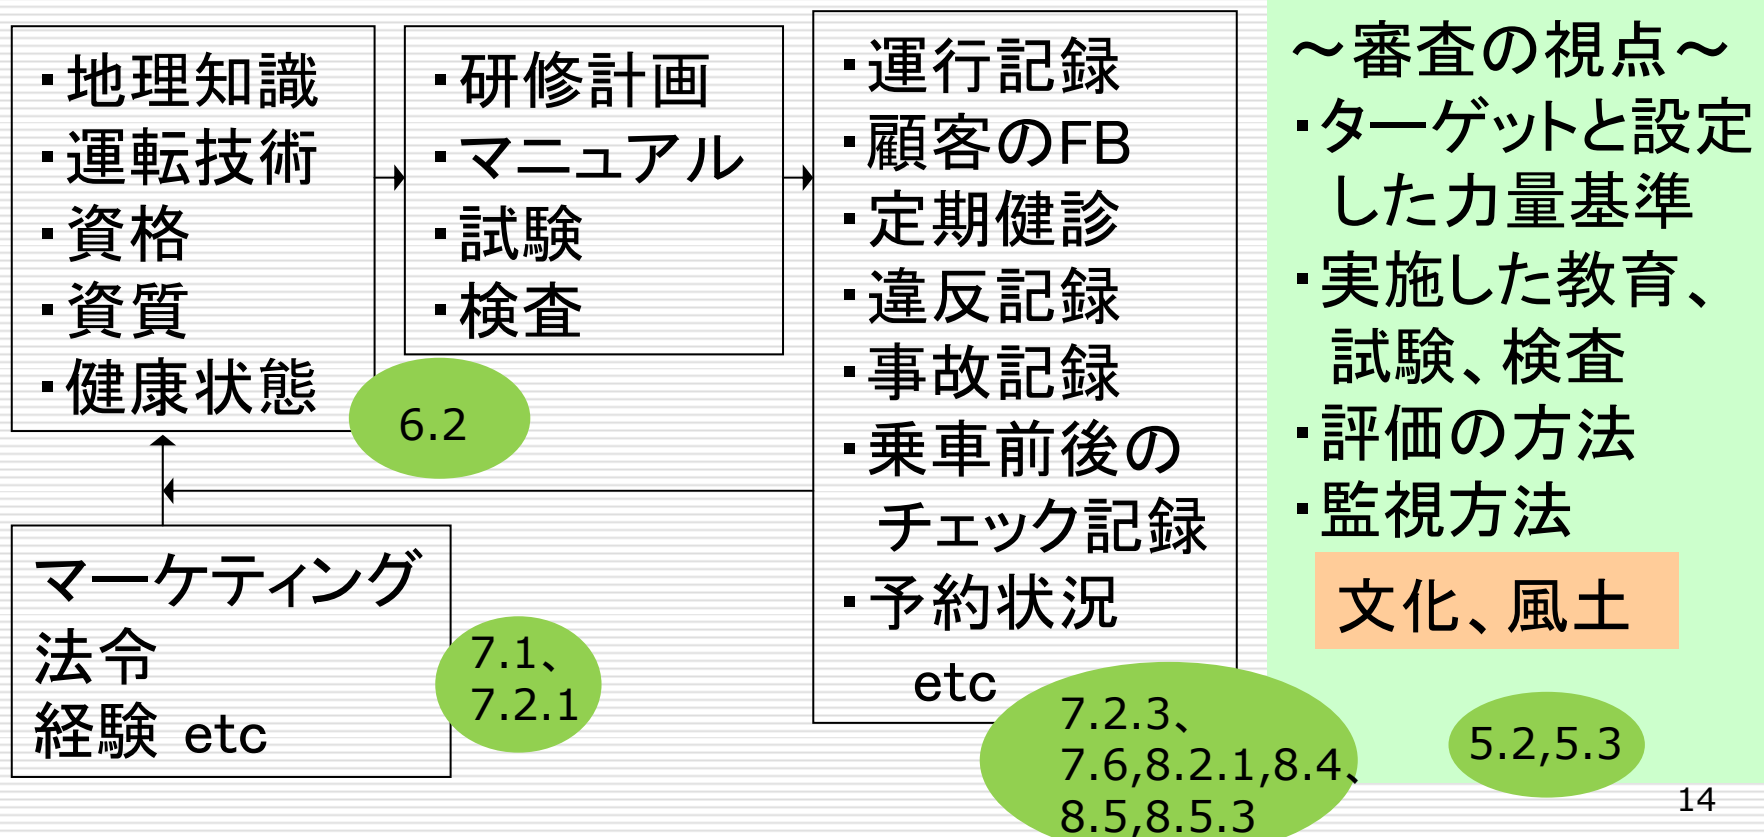 ・地理知識
・運転技術
・資格
・資質
・健康状態
6.2
・研修計画
・マニュアル
・試験
・検査
・運行記録
・顧客のFB
・定期健診
・違反記録
・事故記録
・乗車前後の
チェック記録
・予約状況
etc
マーケティング
法令
経験 etc
7.1、
7.2.1
7.2.3、
7.6,8.2.1,8.4、
8.5,8.5.3
～審査の視点～
・ターゲットと設定
した力量基準
・実施した教育、
試験、検査
・評価の方法
・監視方法
文化、風土
5.2,5.3
14